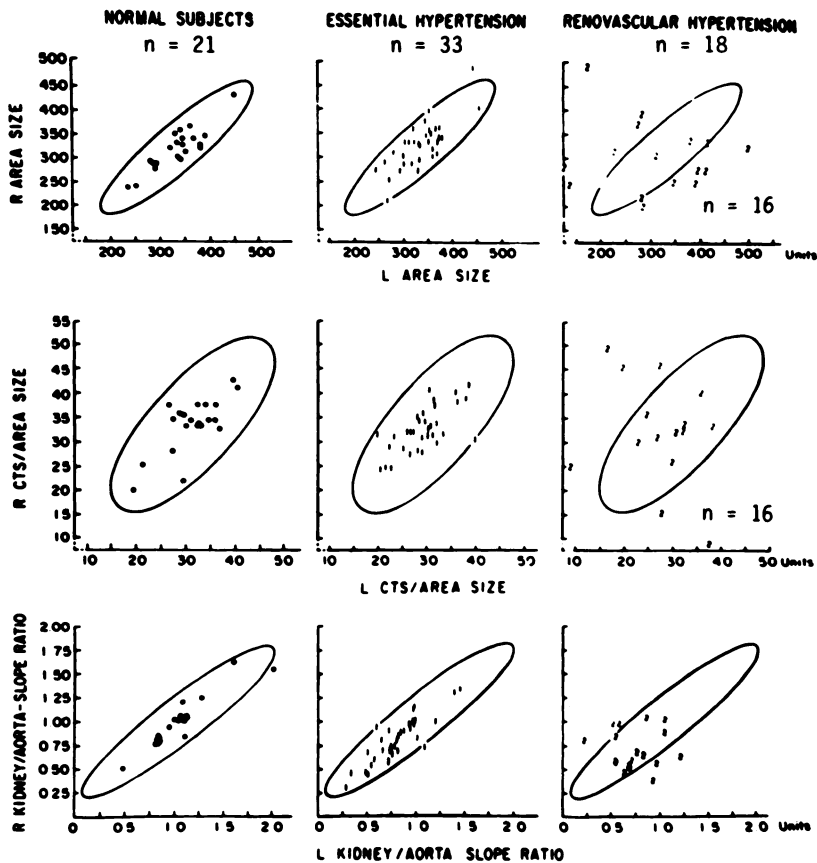 NORMAL SUBJECTS ESSENTIAL HYPERTENSION RENOVASCULAR HYPERTENSION
n = 21 n = 33 n = 18
R AREA SIZE
500
450
400
350
300
250
200
150
n = 16
200 300 400 500 200 300 400 500 200 300 400 500 Units
L AREA SIZE
R CTS/AREA SIZE
55
50
45
40
35
30
25
20
15
10
n = 16
10 20 30 40 50 10 20 30 40 50 10 20 30 40 50 Units
L CTS/AREA SIZE
R KIDNEY/AORTA-SLOPE RATIO
2 00
1 75
1 50
1 25
1 00
0 75
0 50
0 25
0 0 5 1 0 1 5 2 0 0 0 5 1 0 1 5 2 0 0 0 5 1 0 1 5 2 0 Units
L KIDNEY/AORTA SLOPE RATIO